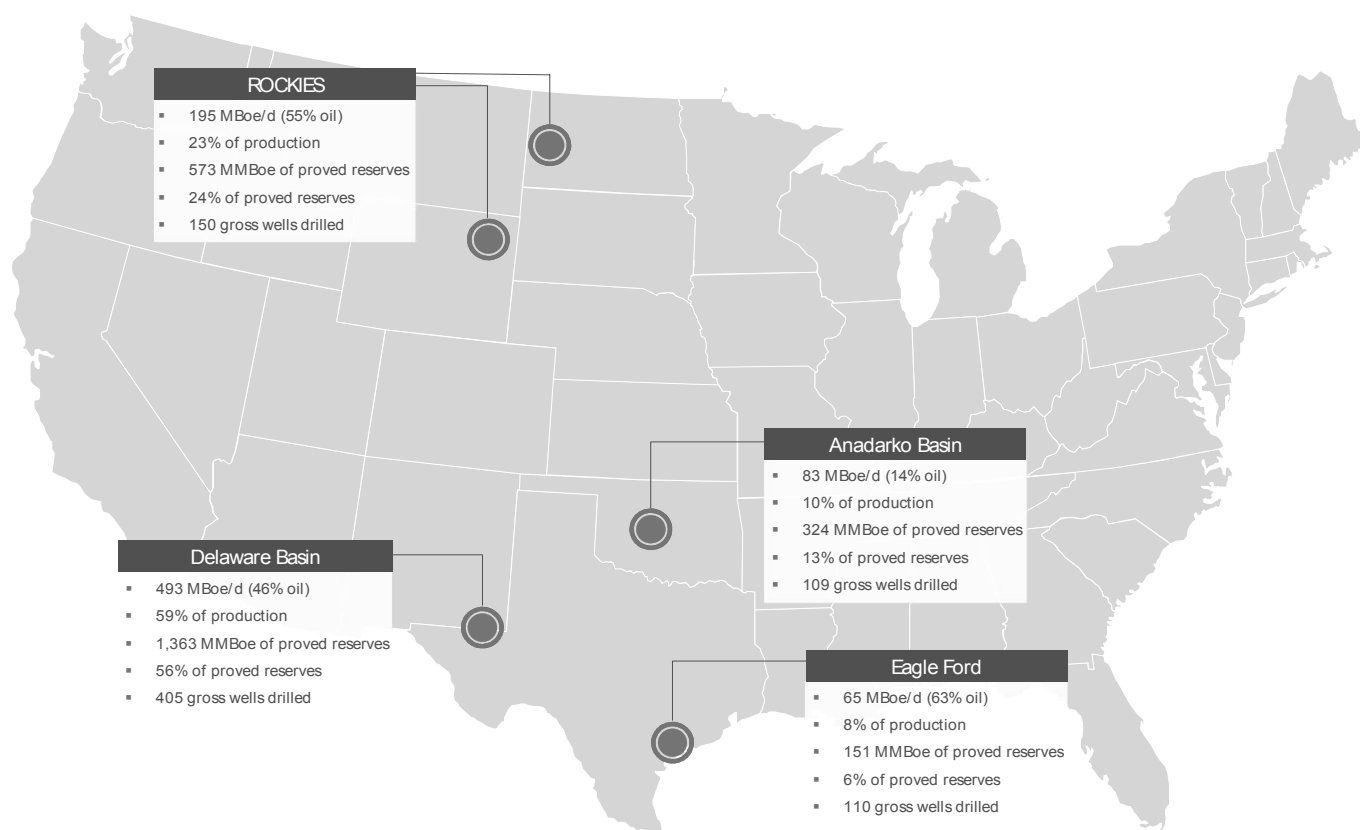 ROCKIES
▪ 195 MBoe/d (55% oil)
▪ 23% of production
▪ 573 MMBoe of proved reserves
▪ 24% of proved reserves
▪ 150 gross wells drilled
Anadarko Basin
▪ 83 MBoe/d (14% oil)
▪ 10% of production
▪ 324 MMBoe of proved reserves
▪ 13% of proved reserves
▪ 109 gross wells drilled
Delaware Basin
▪ 493 MBoe/d (46% oil)
▪ 59% of production
▪ 1,363 MMBoe of proved reserves
▪ 56% of proved reserves
▪ 405 gross wells drilled
Eagle Ford
▪ 65 MBoe/d (63% oil)
▪ 8% of production
▪ 151 MMBoe of proved reserves
▪ 6% of proved reserves
▪ 110 gross wells drilled